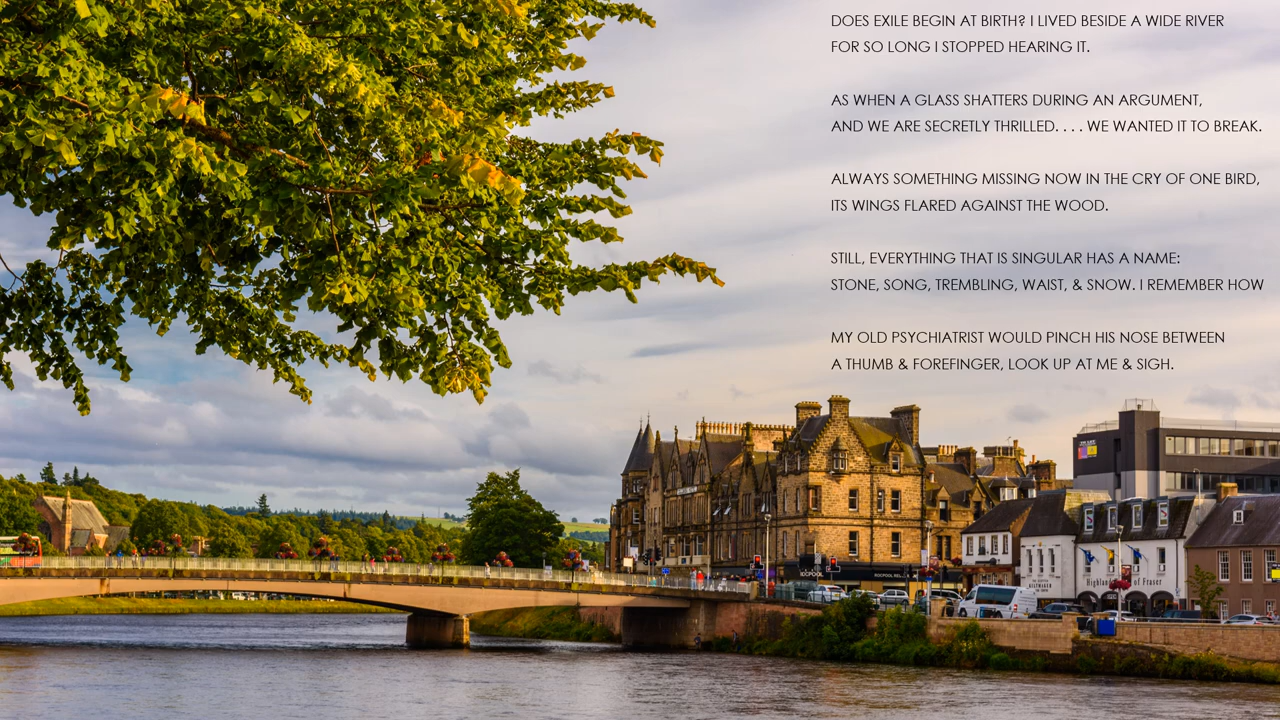 DOES EXILE BEGIN AT BIRTH? I LIVED BESIDE A WIDE RIVER
FOR SO LONG I STOPPED HEARING IT.
AS WHEN A GLASS SHATTERS DURING AN ARGUMENT,
AND WE ARE SECRETLY THRILLED. . . . WE WANTED IT TO BREAK.
ALWAYS SOMETHING MISSING NOW IN THE CRY OF ONE BIRD,
ITS WINGS FLARED AGAINST THE WOOD.
STILL, EVERYTHING THAT IS SINGULAR HAS A NAME:
STONE, SONG, TREMBLING, WAIST, & SNOW. I REMEMBER HOW
MY OLD PSYCHIATRIST WOULD PINCH HIS NOSE BETWEEN
A THUMB & FOREFINGER, LOOK UP AT ME & SIGH.
Highland House of Fraser